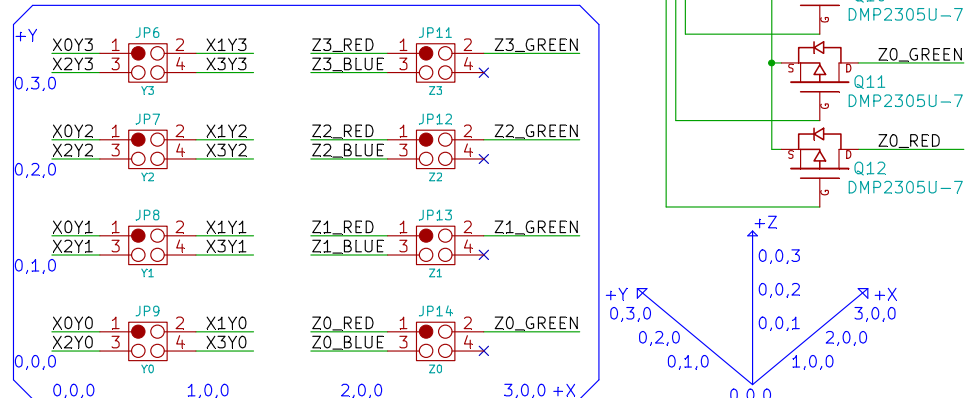 +Y
JP6
X0Y3 1 2 X1Y3
X2Y3 3 4 X3Y3
Y3
0,3,0
JP11
Z3_RED 1 2 Z3_GREEN
Z3_BLUE 3 4
Z3
JP7
X0Y2 1 2 X1Y2
X2Y2 3 4 X3Y2
Y2
0,2,0
JP12
Z2_RED 1 2 Z2_GREEN
Z2_BLUE 3 4
Z2
JP8
X0Y1 1 2 X1Y1
X2Y1 3 4 X3Y1
Y1
0,1,0
JP13
Z1_RED 1 2 Z1_GREEN
Z1_BLUE 3 4
Z1
JP9
X0Y0 1 2 X1Y0
X2Y0 3 4 X3Y0
Y0
0,0,0
JP14
Z0_RED 1 2 Z0_GREEN
Z0_BLUE 3 4
Z0
0,0,0 1,0,0 2,0,0 3,0,0 +X
G
DMP2305U-7
Z0_GREEN
S D
Q11
DMP2305U-7
G
Z0_RED
S D
Q12
DMP2305U-7
G
+Z
0,0,3
0,0,2
0,0,1
+Y
0,3,0
0,2,0
0,1,0
+X
3,0,0
2,0,0
1,0,0
0,0,0